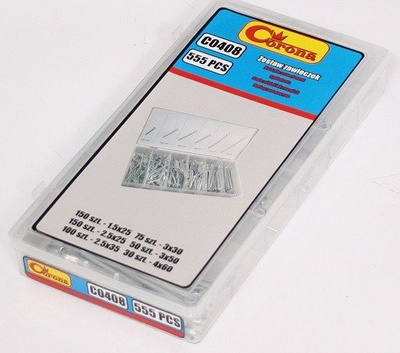 Corona
C0408
555 PCS
Zestaw zawleczek
150 szt. - 1,5x25 75 szt. - 3x30
150 szt. - 2,5x25 50 szt. - 3x50
100 szt. - 2,5x35 30 szt. - 4x60
Corona
C0408
555 PCS